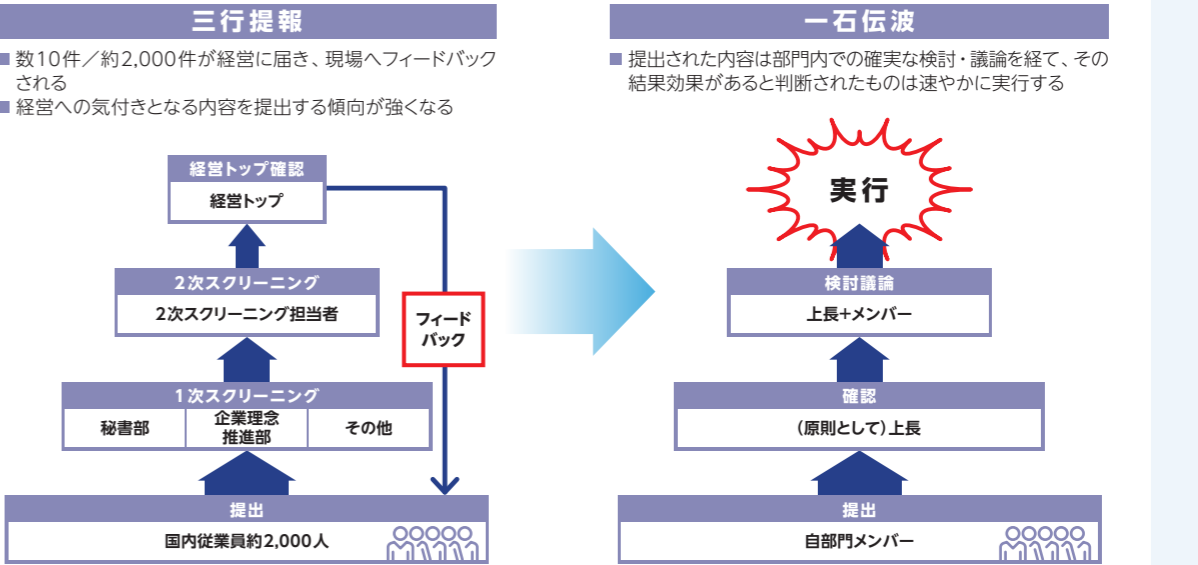 三行提報
■ 数10件／約2,000件が経営に届き、現場へフィードバック
される
■ 経営への気付きとなる内容を提出する傾向が強くなる
経営トップ確認
経営トップ
2次スクリーニング
2次スクリーニング担当者
フィード
バック
1次スクリーニング
秘書部
企業理念
推進部
その他
提出
国内従業員約2,000人
一石伝波
■ 提出された内容は部門内での確実な検討・議論を経て、その
結果効果があると判断されたものは速やかに実行する
実行
検討議論
上長+メンバー
確認
(原則として)上長
提出
自部門メンバー